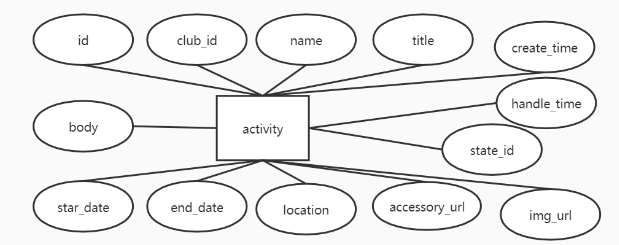 id
club_id
name
title
create_time
handle_time
body
activity
state_id
star_date
end_date
location
accessory_url
img_url